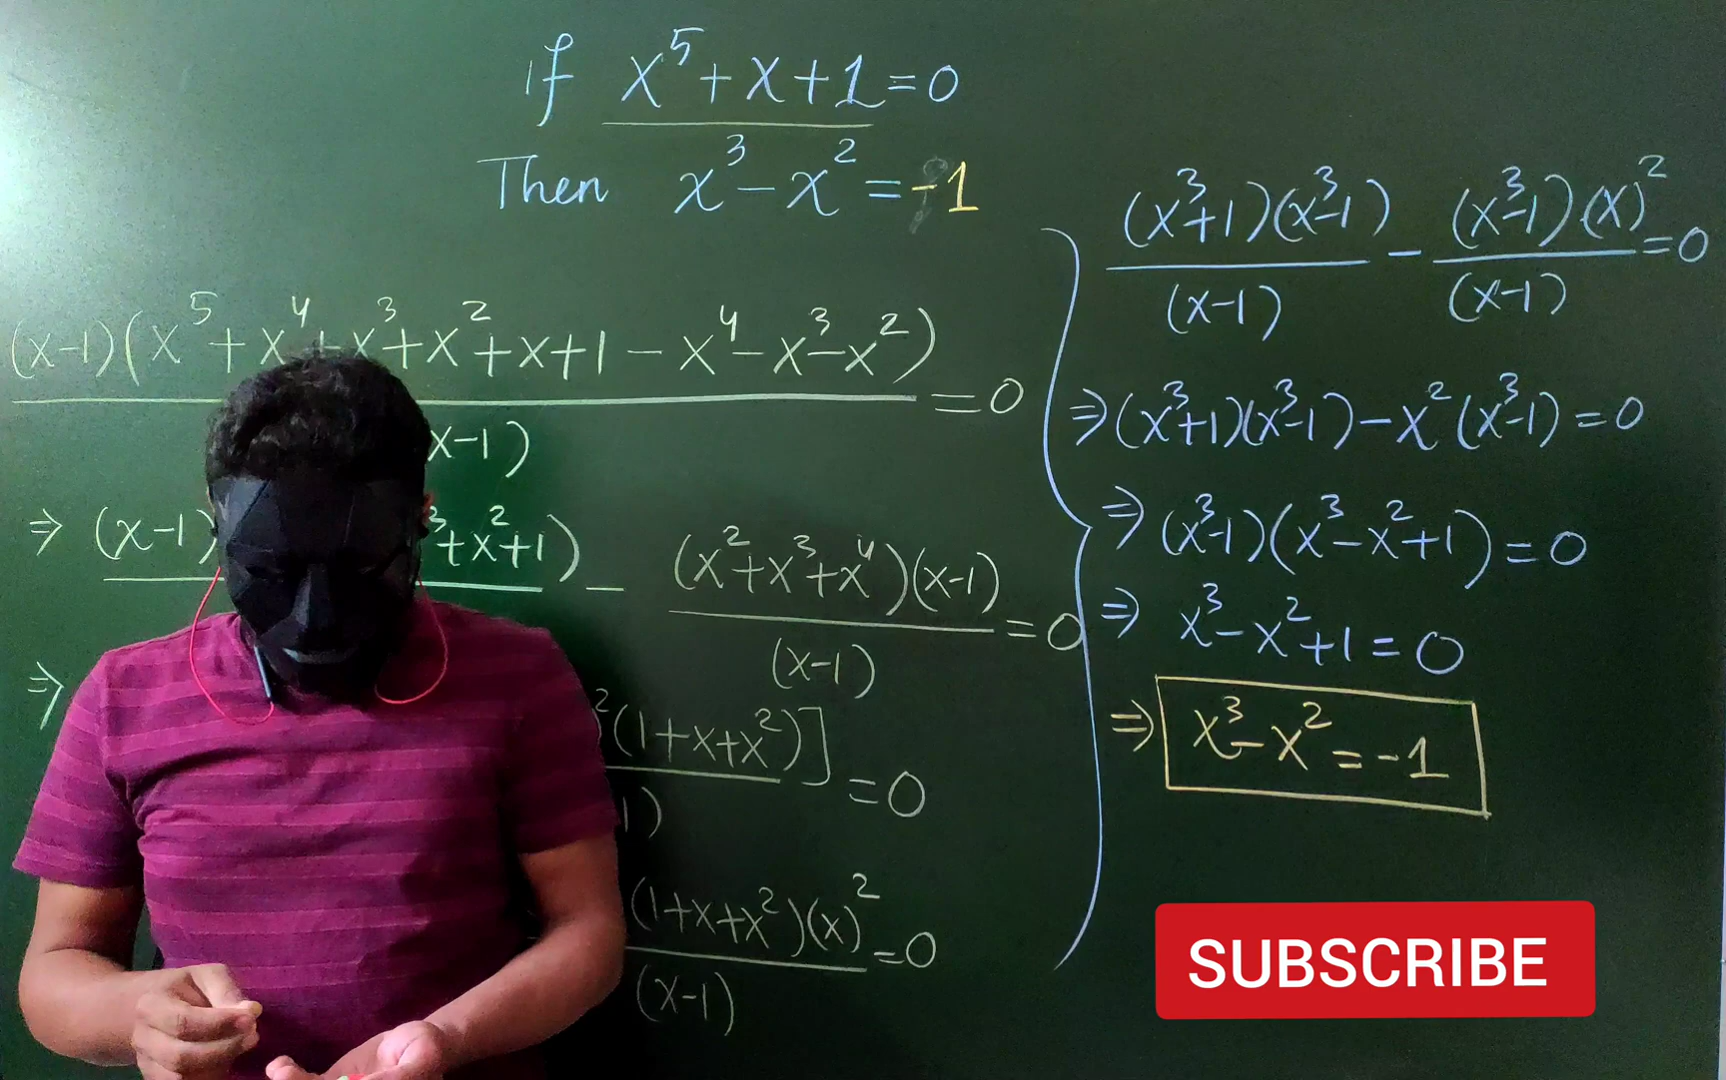 If x⁵+x+1=0
Then x³-x²=-1
(x-1)(x⁵+x⁴+x³+x²+x+1-x⁴-x³-x²)
=0
x-1)
⇒ (x-1) ³+x²+1) - (x²+x³+x⁴)(x-1)
=0
(x-1)
⇒ ²(1+x+x²)]
=0
1)
(1+x+x²)(x)²
=0
(x-1)
(x³+1)(x³-1) - (x³-1)(x)²
=0
(x-1) (x-1)
⇒(x³+1)(x³-1)-x²(x³-1)=0
⇒ (x³-1)(x³-x²+1)=0
⇒ x³-x²+1=0
⇒ x³-x²=-1
SUBSCRIBE